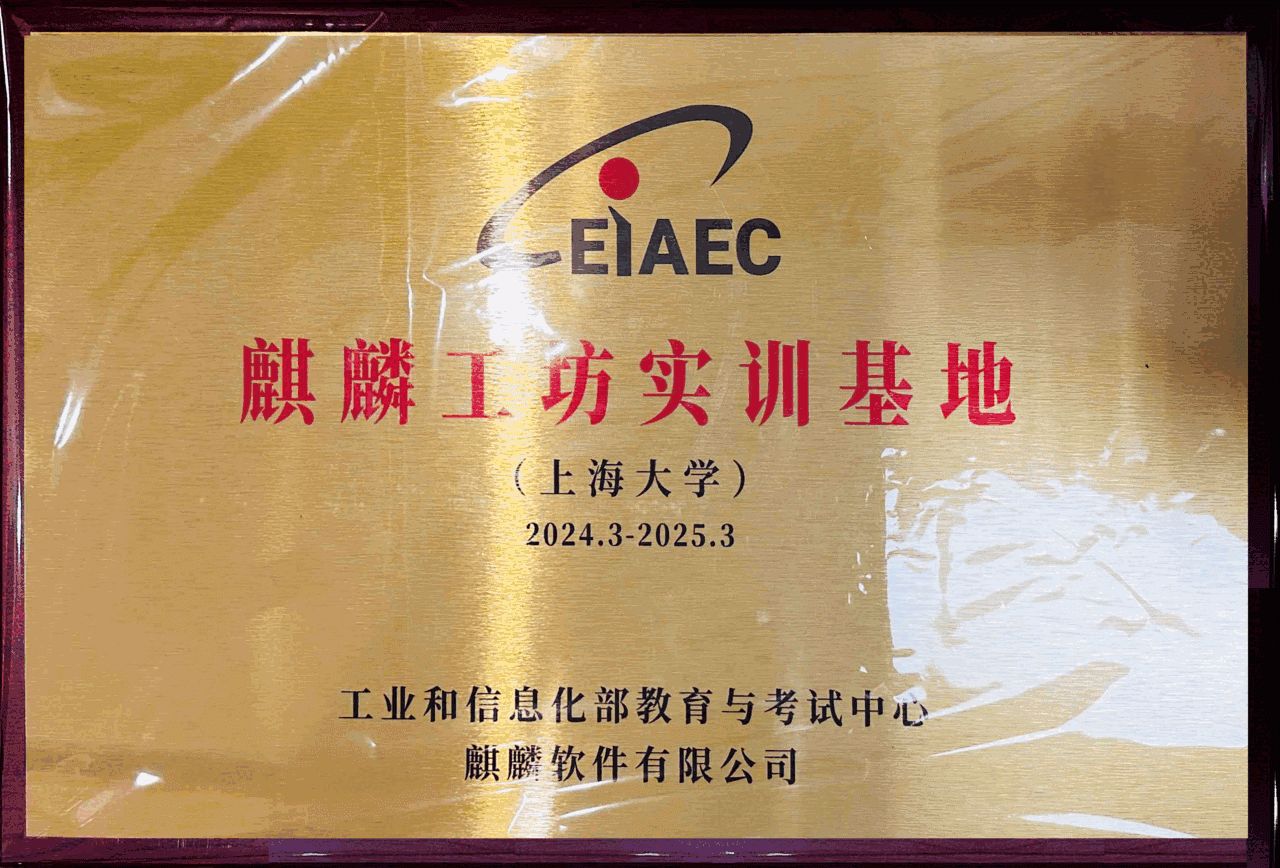 EIAEC
麒麟工坊实训基地
（上海大学）
2024.3-2025.3
工业和信息化部教育与考试中心
麒麟软件有限公司